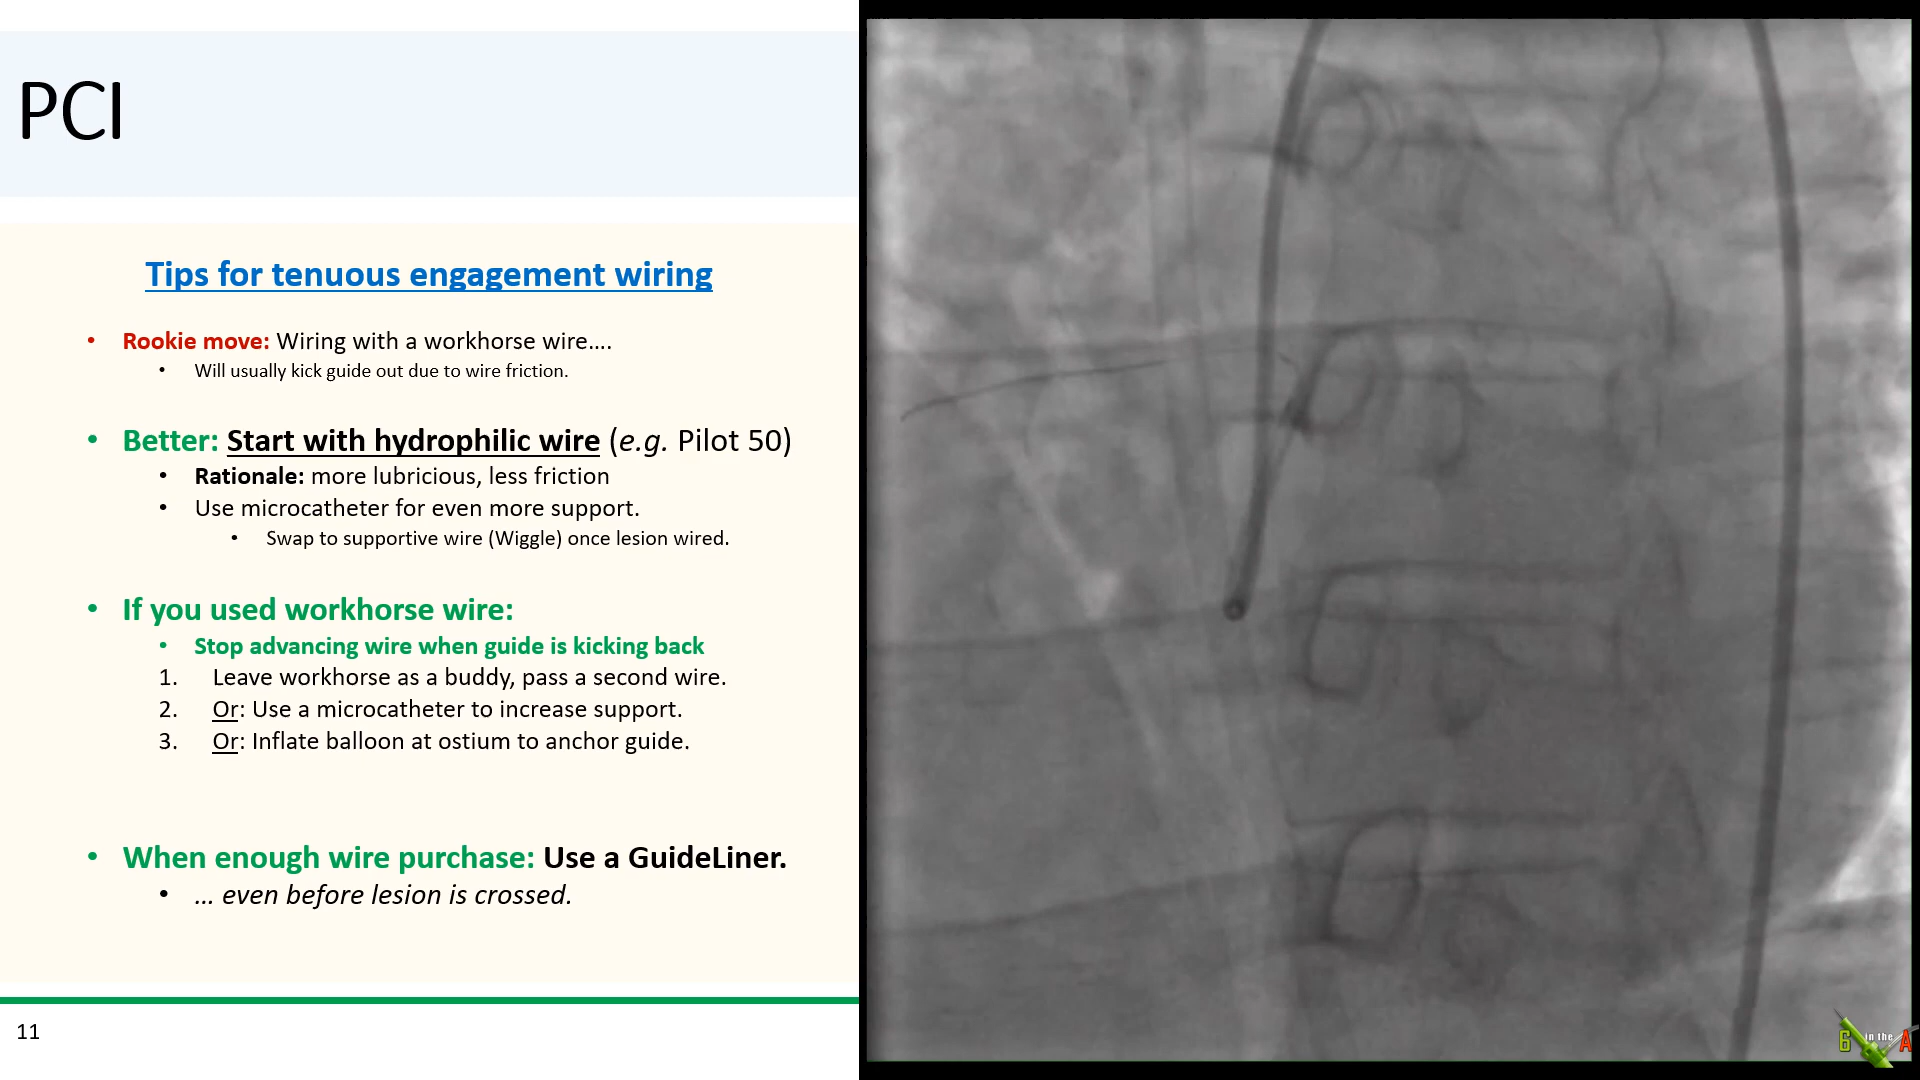 PCI
Tips for tenuous engagement wiring
• Rookie move: Wiring with a workhorse wire….
• Will usually kick guide out due to wire friction.
• Better: Start with hydrophilic wire (e.g. Pilot 50)
• Rationale: more lubricious, less friction
• Use microcatheter for even more support.
• Swap to supportive wire (Wiggle) once lesion wired.
• If you used workhorse wire:
• Stop advancing wire when guide is kicking back
1. Leave workhorse as a buddy, pass a second wire.
2. Or: Use a microcatheter to increase support.
3. Or: Inflate balloon at ostium to anchor guide.
• When enough wire purchase: Use a GuideLiner.
• … even before lesion is crossed.
11
6 in the A